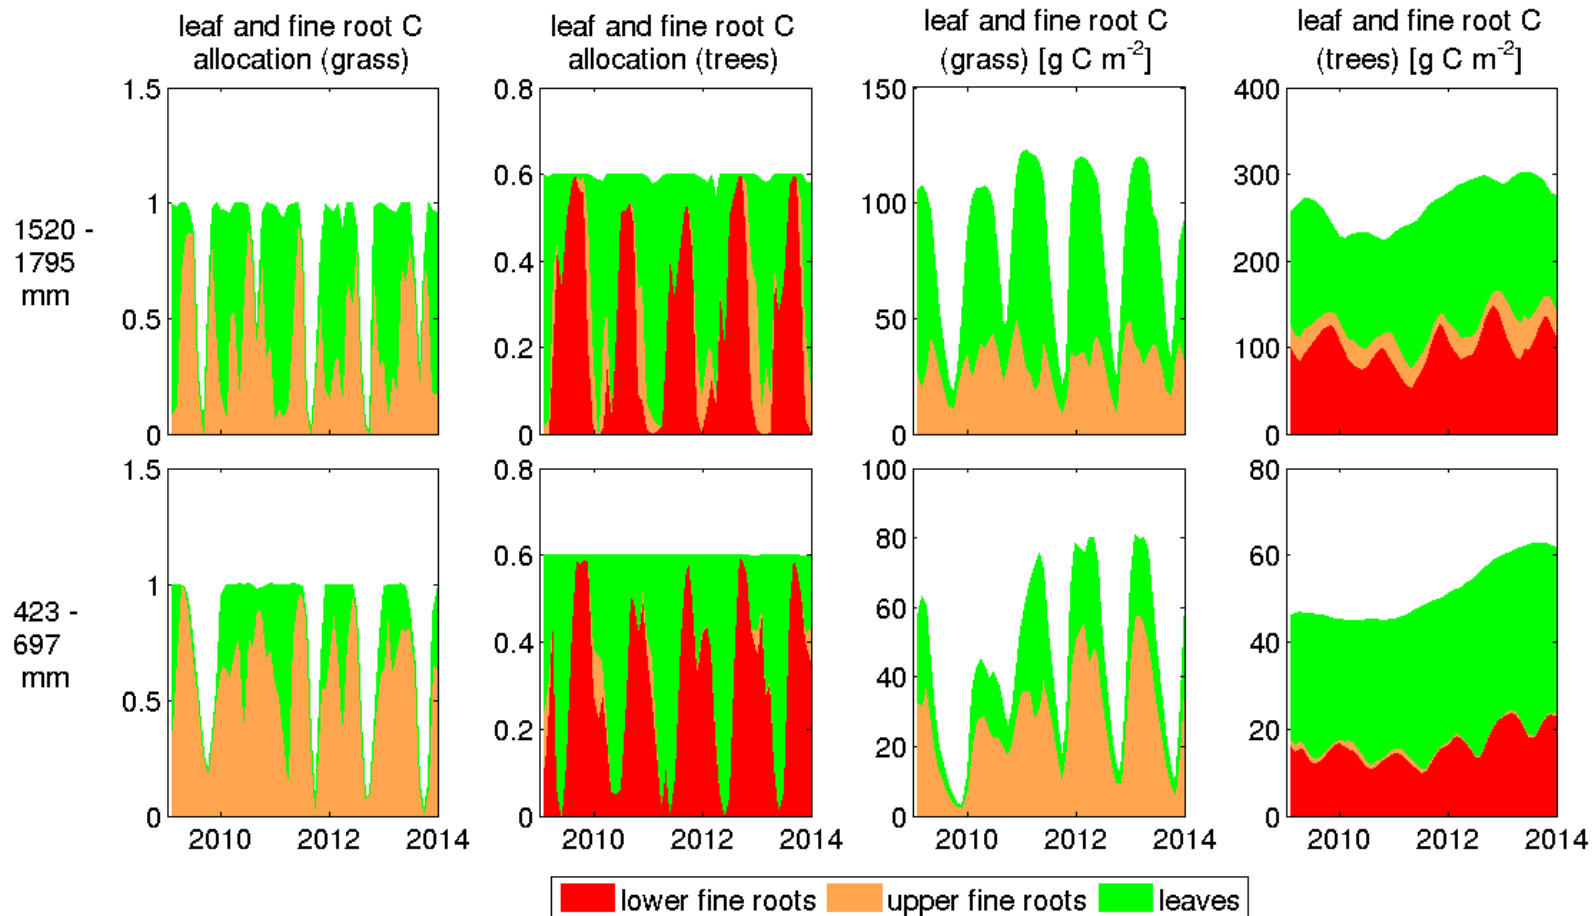 leaf and fine root C
allocation (grass)
leaf and fine root C
allocation (trees)
leaf and fine root C
(grass) [g C m-2]
leaf and fine root C
(trees) [g C m-2]
1520 -
1795
mm
1.5
1
0.5
0
0.8
0.6
0.4
0.2
0
150
100
50
0
400
300
200
100
0
423 -
697
mm
1.5
1
0.5
0
2010 2012 2014
0.8
0.6
0.4
0.2
0
2010 2012 2014
100
80
60
40
20
0
2010 2012 2014
80
60
40
20
0
2010 2012 2014
lower fine roots upper fine roots leaves